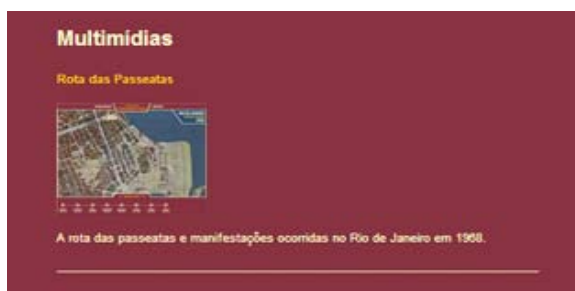 Multimídias
Rota das Passeatas
A rota das passeatas e manifestações ocorridas no Rio de Janeiro em 1968.